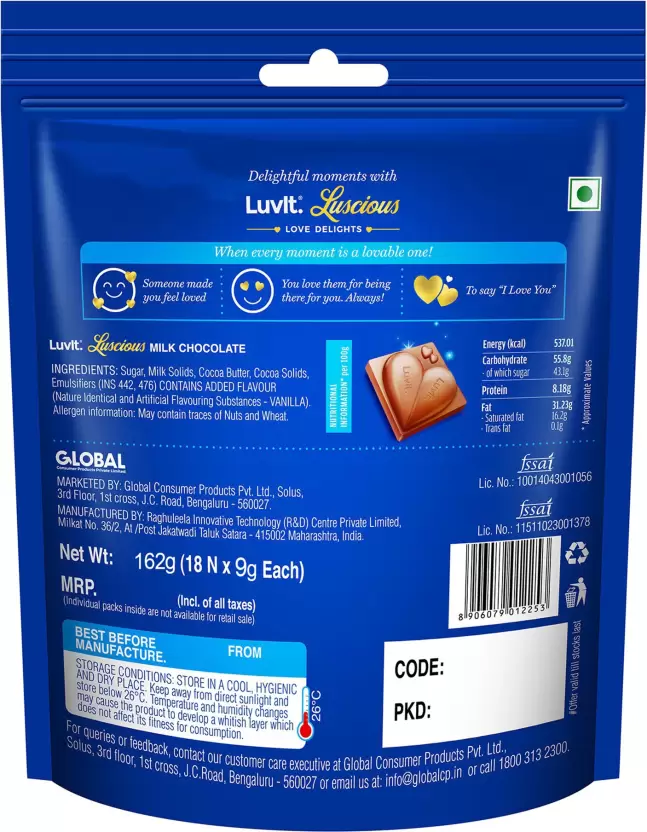 Delightful moments with
LuvIt. Luscious
LOVE DELIGHTS
When every moment is a lovable one!
Someone made
you feel loved
You love them for being
there for you. Always!
To say “I Love You”
LuvIt. Luscious MILK CHOCOLATE
INGREDIENTS: Sugar, Milk Solids, Cocoa Butter, Cocoa Solids,
Emulsifiers (INS 442, 476) CONTAINS ADDED FLAVOUR
(Nature Identical and Artificial Flavouring Substances - VANILLA).
Allergen information: May contain traces of Nuts and Wheat.
NUTRITIONAL
INFORMATION* per 100g
LuvIt
Energy (kcal) 537.01
Carbohydrate 55.8g
- of which sugar 43.1g
Protein 8.18g
Fat 31.23g
- Saturated fat 16.2g
- Trans fat 0.1g
* Approximate Values
GLOBAL
Consumer Products Private Limited
MARKETED BY: Global Consumer Products Pvt. Ltd., Solus,
3rd Floor, 1st cross, J.C. Road, Bengaluru - 560027.
MANUFACTURED BY: Raghuleela Innovative Technology (R&D) Centre Private Limited,
Milkat No. 36/2, At /Post Jakatwadi Taluk Satara - 415002 Maharashtra, India.
fssai
Lic. No.: 10014043001056
fssai
Lic. No.: 11511023001378
Net Wt: 162g (18 N x 9g Each)
MRP. (Incl. of all taxes)
(Individual packs inside are not available for retail sale)
8 906079 012253
BEST BEFORE FROM
MANUFACTURE.
STORAGE CONDITIONS: STORE IN A COOL, HYGIENIC
AND DRY PLACE. Keep away from direct sunlight and
store below 26°C. Temperature and humidity changes
may cause the product to develop a whitish layer which
does not affect its fitness for consumption.
26°C
CODE:
PKD:
#Offer valid till stocks last
For queries or feedback, contact our customer care executive at Global Consumer Products Pvt. Ltd.,
Solus, 3rd floor, 1st cross, J.C.Road, Bengaluru - 560027 or email us at: info@globalcp.in or call 1800 313 2300.